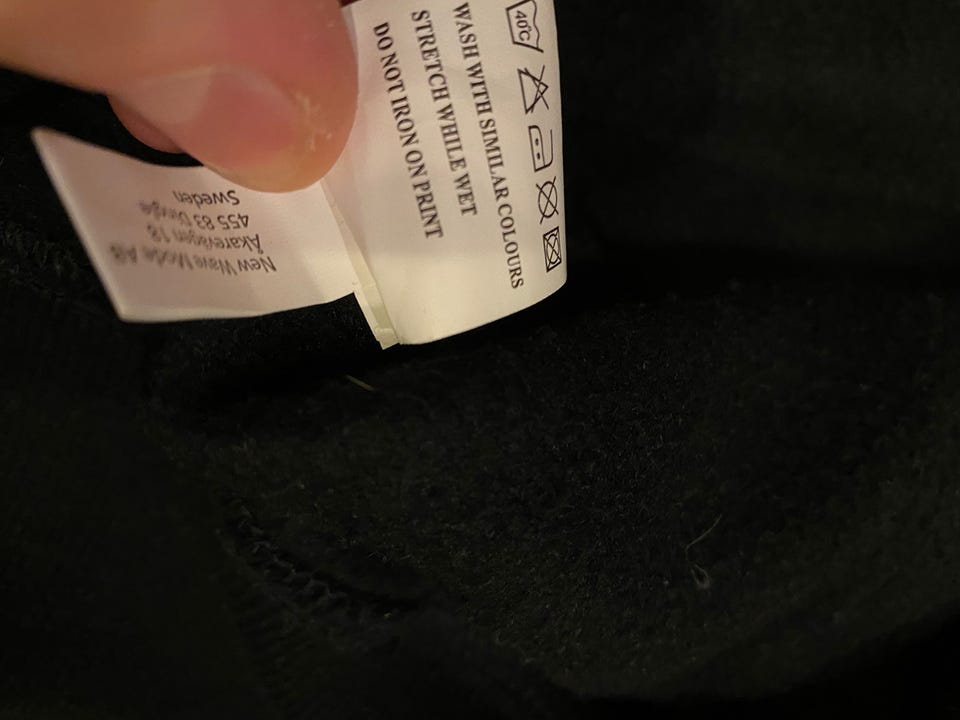 40°C
WASH WITH SIMILAR COLOURS
STRETCH WHILE WET
DO NOT IRON ON PRINT
New Wave Mode AB
Åkarevägen 18
455 83 Dingle
Sweden